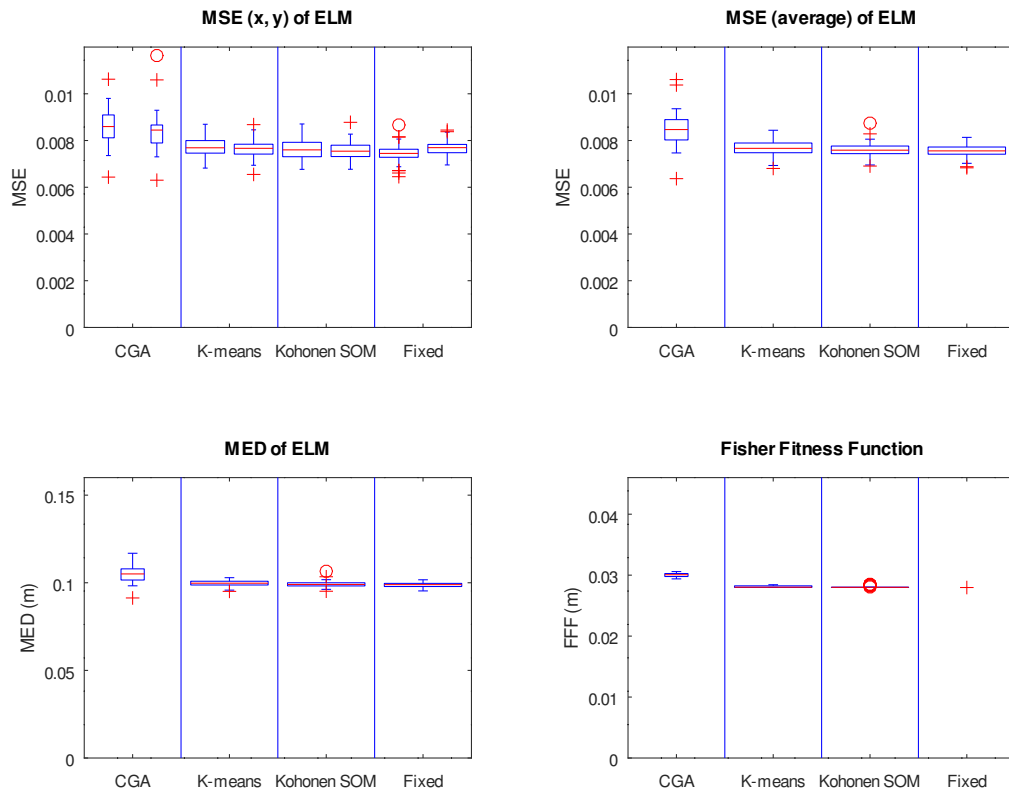 MSE (x, y) of ELM
MSE
0.01
0.008
0.006
0.004
0.002
0
CGA K-means Kohonen SOM Fixed
MSE (average) of ELM
MSE
0.01
0.008
0.006
0.004
0.002
0
CGA K-means Kohonen SOM Fixed
MED of ELM
MED (m)
0.15
0.1
0.05
0
CGA K-means Kohonen SOM Fixed
Fisher Fitness Function
FFF (m)
0.04
0.03
0.02
0.01
0
CGA K-means Kohonen SOM Fixed